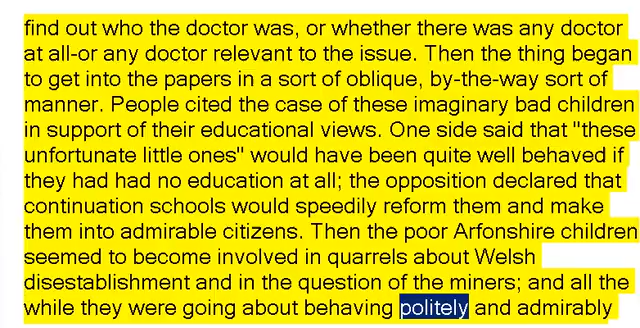 find out who the doctor was, or whether there was any doctor
at all-or any doctor relevant to the issue. Then the thing began
to get into the papers in a sort of oblique, by-the-way sort of
manner. People cited the case of these imaginary bad children
in support of their educational views. One side said that "these
unfortunate little ones" would have been quite well behaved if
they had had no education at all; the opposition declared that
continuation schools would speedily reform them and make
them into admirable citizens. Then the poor Arfonshire children
seemed to become involved in quarrels about Welsh
disestablishment and in the question of the miners; and all the
while they were going about behaving politely and admirably